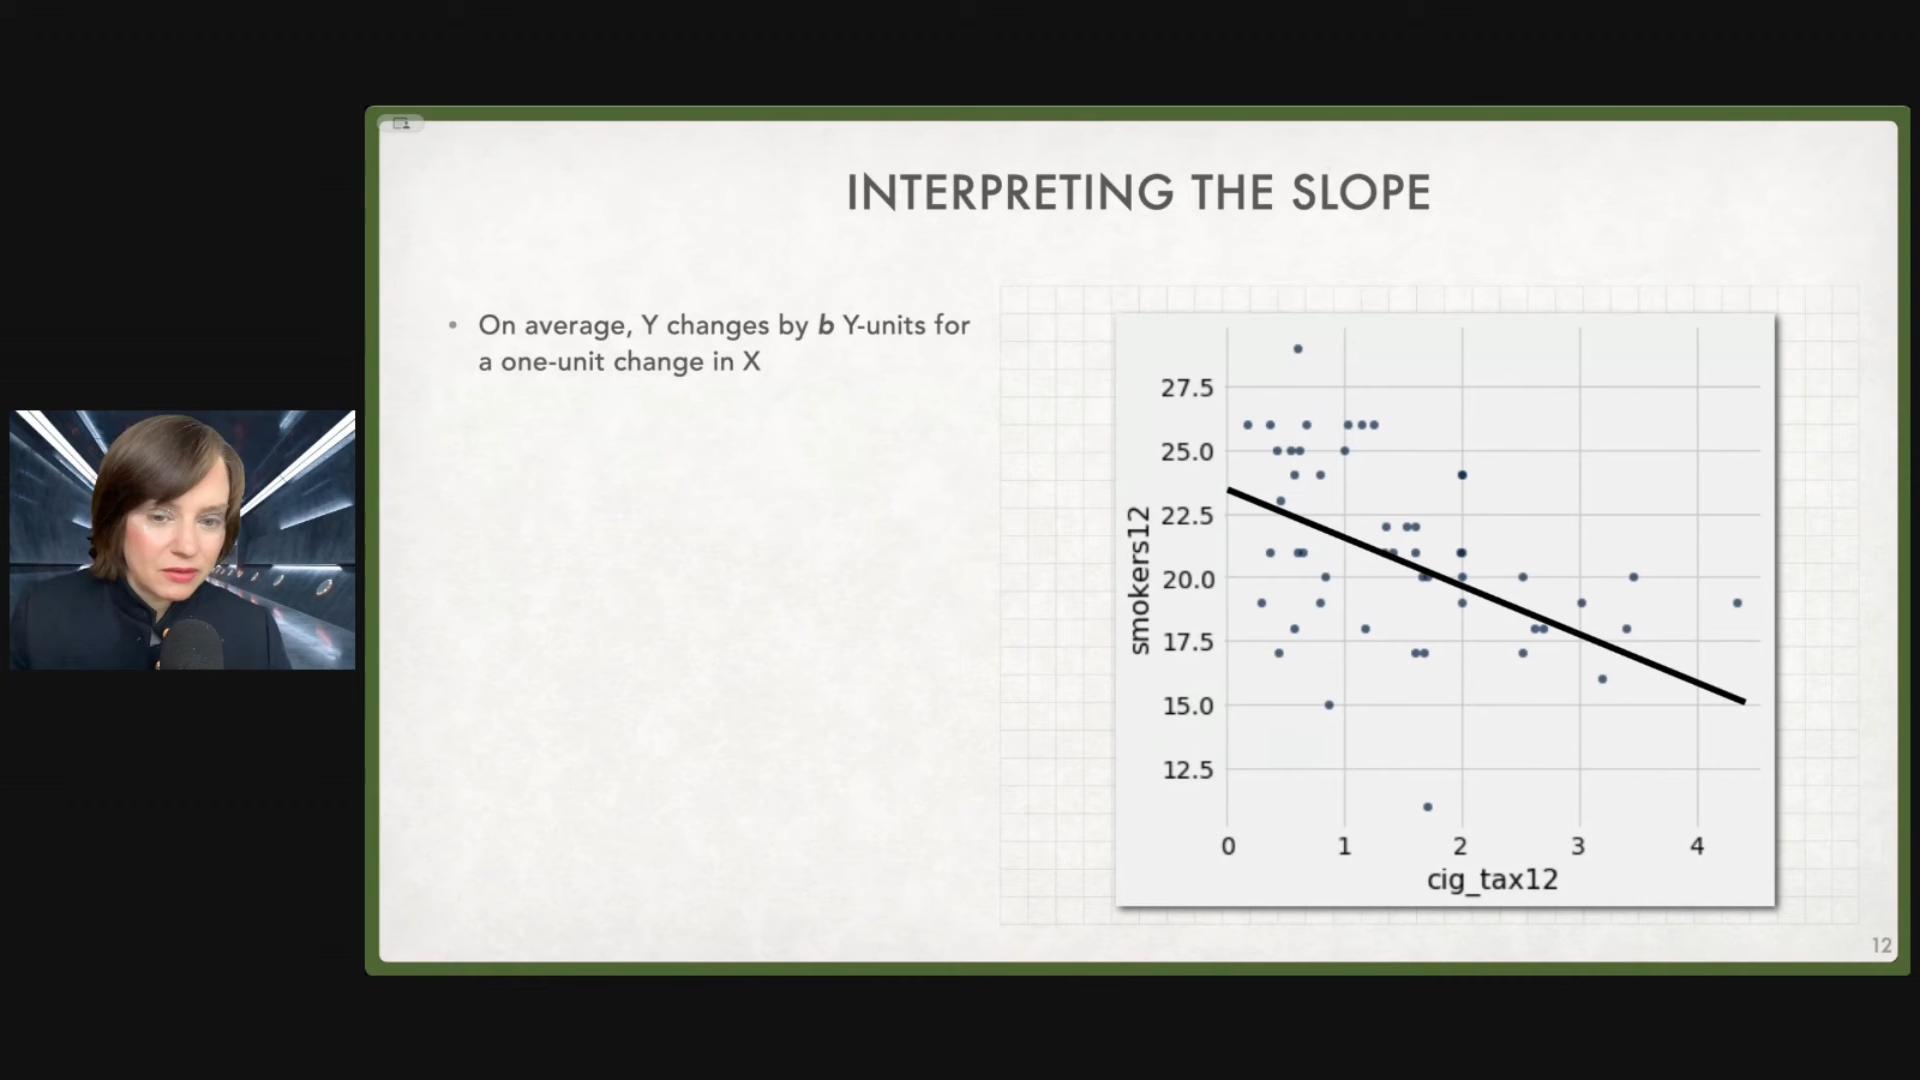 INTERPRETING THE SLOPE
• On average, Y changes by b Y-units for
a one-unit change in X
27.5
25.0
22.5
20.0
17.5
15.0
12.5
smokers12
0 1 2 3 4
cig_tax12
12